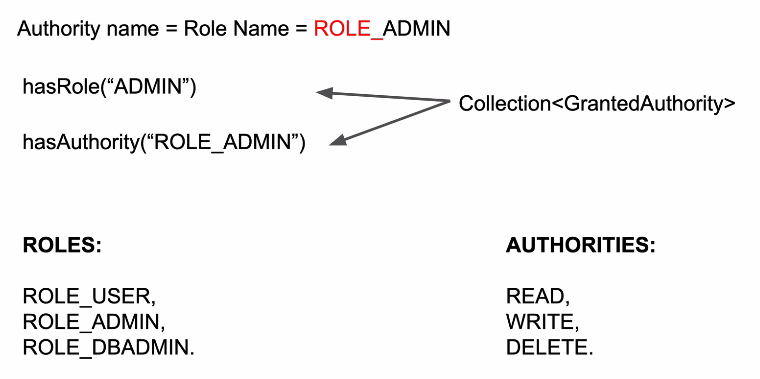 Authority name = Role Name = ROLE_ADMIN
hasRole(“ADMIN”)
Collection<GrantedAuthority>
hasAuthority(“ROLE_ADMIN”)
ROLES:
ROLE_USER,
ROLE_ADMIN,
ROLE_DBADMIN.
AUTHORITIES:
READ,
WRITE,
DELETE.